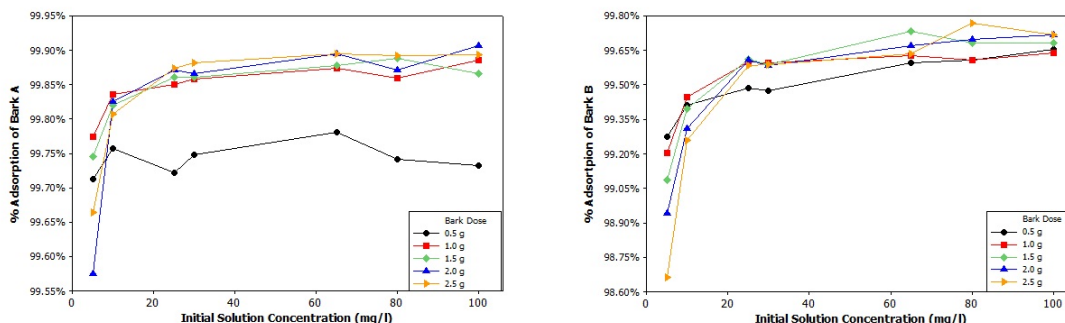 99.95%
99.90%
99.85%
99.80%
99.75%
99.70%
99.65%
99.60%
99.55%
% Adsorption of Bark A
0 20 40 60 80 100
Initial Solution Concentration (mg/l)
Bark Dose
0.5 g
1.0 g
1.5 g
2.0 g
2.5 g
99.80%
99.65%
99.50%
99.35%
99.20%
99.05%
98.90%
98.75%
98.60%
% Adsortpion of Bark B
0 20 40 60 80 100
Initial Solution Concentration (mg/l)
Bark Dose
0.5 g
1.0 g
1.5 g
2.0 g
2.5 g